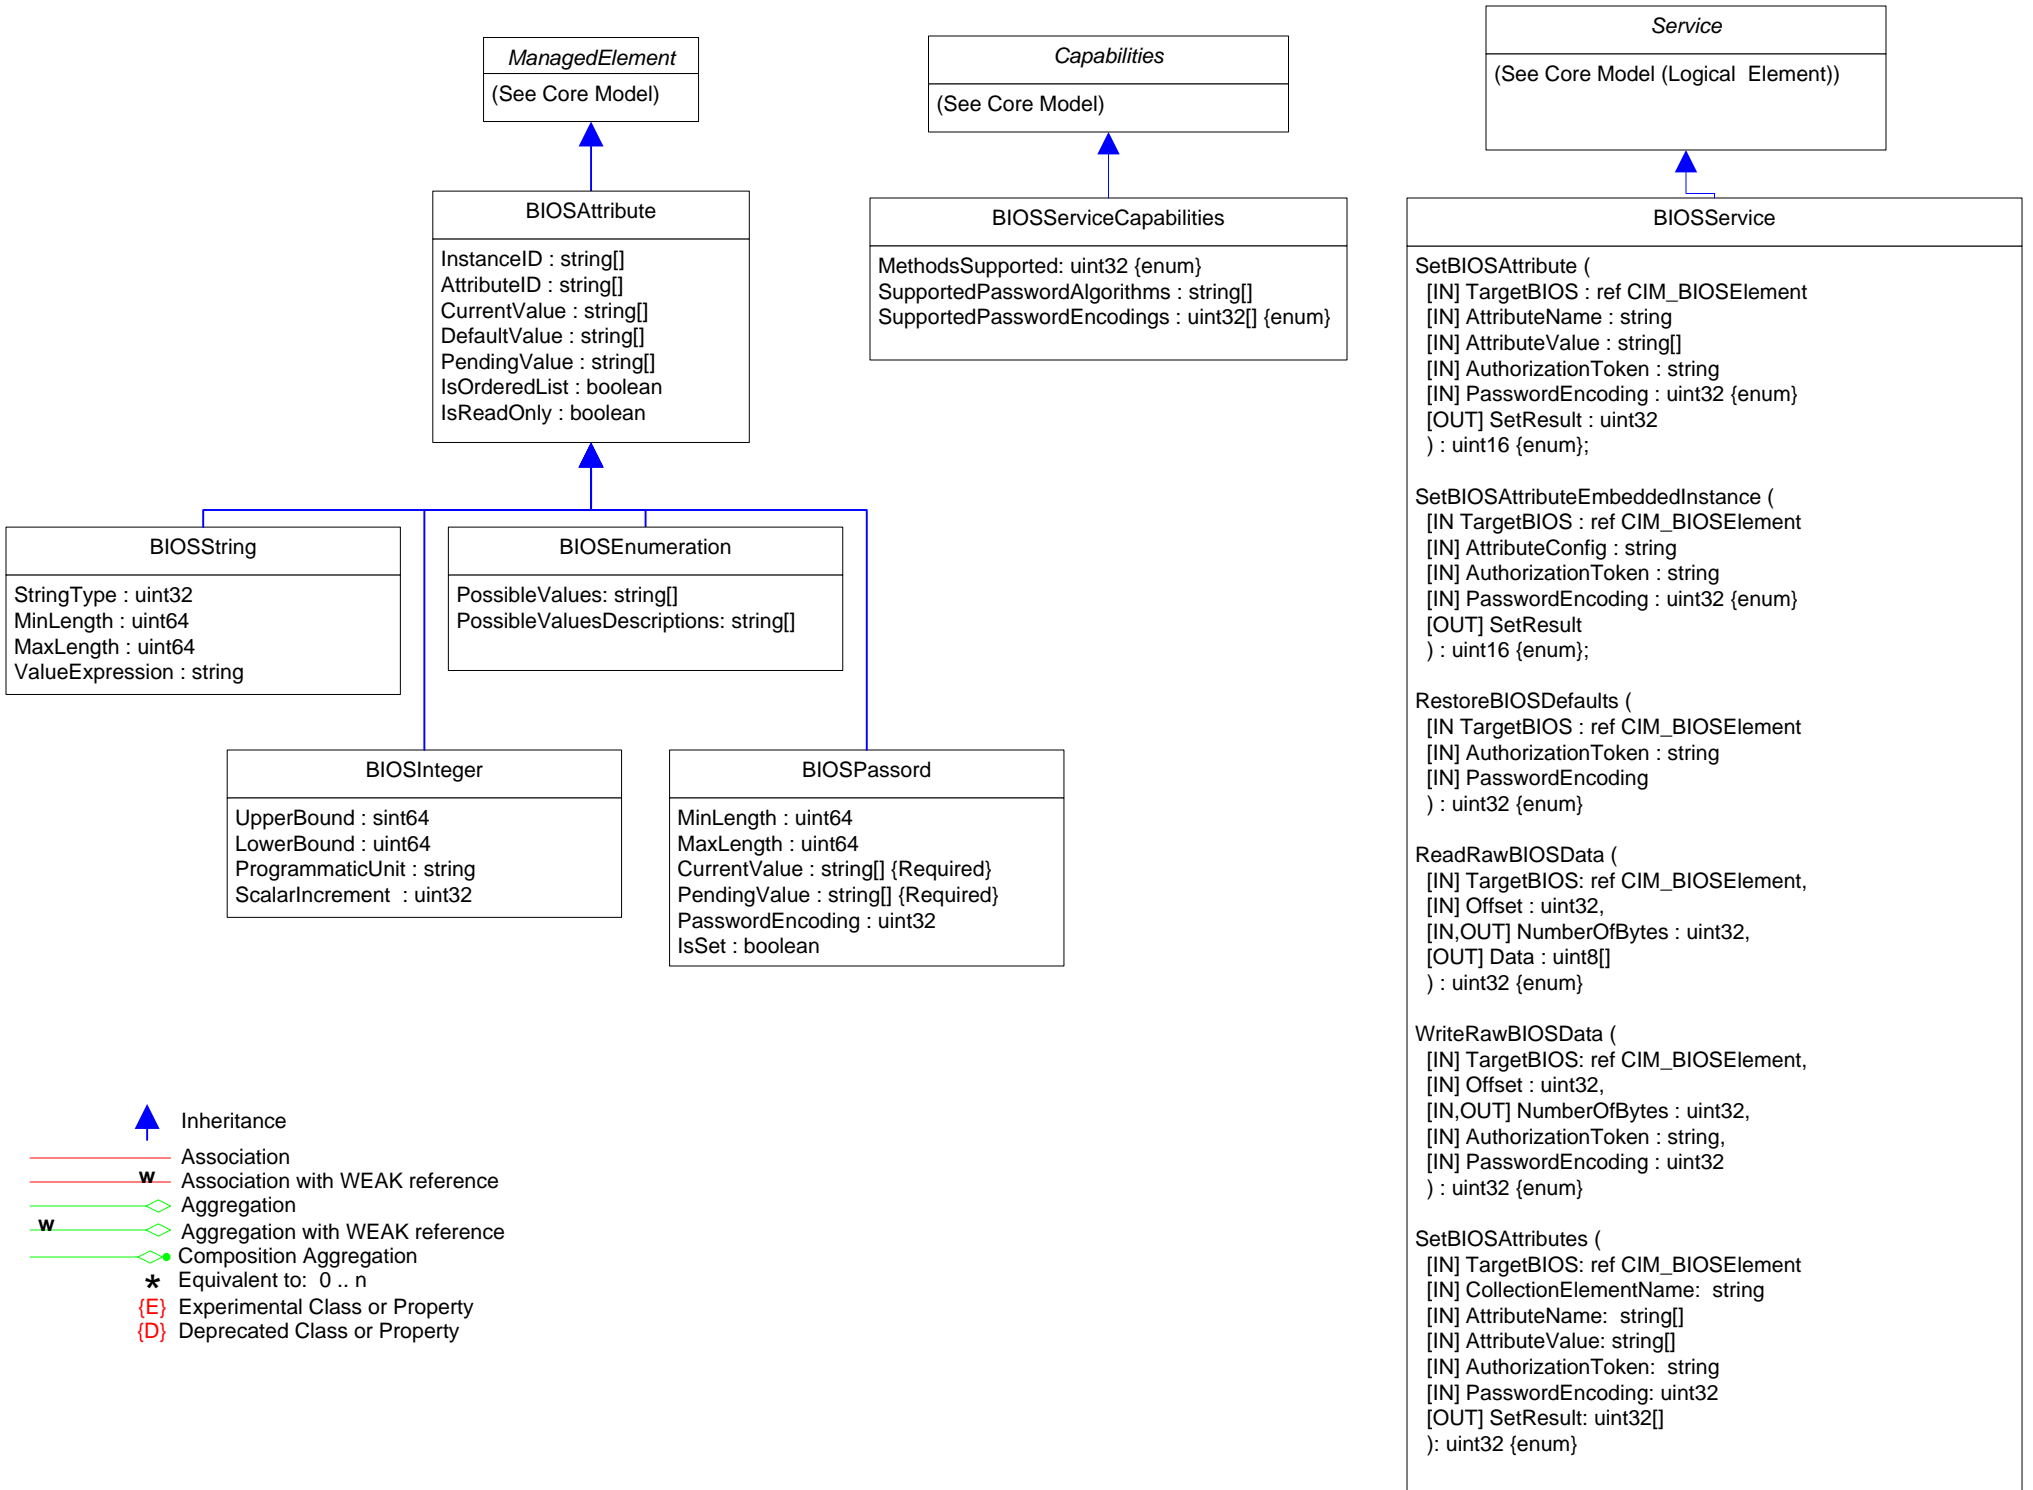 ManagedElement
(See Core Model)
Capabilities
(See Core Model)
Service
(See Core Model (Logical  Element))
BIOSAttribute
InstanceID : string[]
AttributeID : string[]
CurrentValue : string[]
DefaultValue : string[]
PendingValue : string[]
IsOrderedList : boolean
IsReadOnly : boolean
BIOSServiceCapabilities
MethodsSupported: uint32 {enum}
SupportedPasswordAlgorithms : string[]
SupportedPasswordEncodings : uint32[] {enum}
BIOSString
StringType : uint32
MinLength : uint64
MaxLength : uint64
ValueExpression : string
BIOSEnumeration
PossibleValues: string[]
PossibleValuesDescriptions: string[]
BIOSInteger
UpperBound : sint64
LowerBound : uint64
ProgrammaticUnit : string
ScalarIncrement  : uint32
BIOSPassord
MinLength : uint64
MaxLength : uint64
CurrentValue : string[] {Required}
PendingValue : string[] {Required}
PasswordEncoding : uint32
IsSet : boolean
BIOSService
SetBIOSAttribute (
[IN] TargetBIOS : ref CIM_BIOSElement
[IN] AttributeName : string
[IN] AttributeValue : string[]
[IN] AuthorizationToken : string
[IN] PasswordEncoding : uint32 {enum}
[OUT] SetResult : uint32
) : uint16 {enum};
SetBIOSAttributeEmbeddedInstance (
[IN TargetBIOS : ref CIM_BIOSElement
[IN] AttributeConfig : string
[IN] AuthorizationToken : string
[IN] PasswordEncoding : uint32 {enum}
[OUT] SetResult
) : uint16 {enum};
RestoreBIOSDefaults (
[IN TargetBIOS : ref CIM_BIOSElement
[IN] AuthorizationToken : string
[IN] PasswordEncoding
) : uint32 {enum}
ReadRawBIOSData (
[IN] TargetBIOS: ref CIM_BIOSElement,
[IN] Offset : uint32,
[IN,OUT] NumberOfBytes : uint32,
[OUT] Data : uint8[]
) : uint32 {enum}
WriteRawBIOSData (
[IN] TargetBIOS: ref CIM_BIOSElement,
[IN] Offset : uint32,
[IN,OUT] NumberOfBytes : uint32,
[IN] AuthorizationToken : string,
[IN] PasswordEncoding : uint32
) : uint32 {enum}
SetBIOSAttributes (
[IN] TargetBIOS: ref CIM_BIOSElement
[IN] CollectionElementName:  string
[IN] AttributeName:  string[]
[IN] AttributeValue: string[]
[IN] AuthorizationToken:  string
[IN] PasswordEncoding: uint32
[OUT] SetResult: uint32[]
): uint32 {enum}
Inheritance
Association
w Association with WEAK reference
Aggregation
w Aggregation with WEAK reference
Composition Aggregation
* Equivalent to:  0 .. n
{E} Experimental Class or Property
{D} Deprecated Class or Property